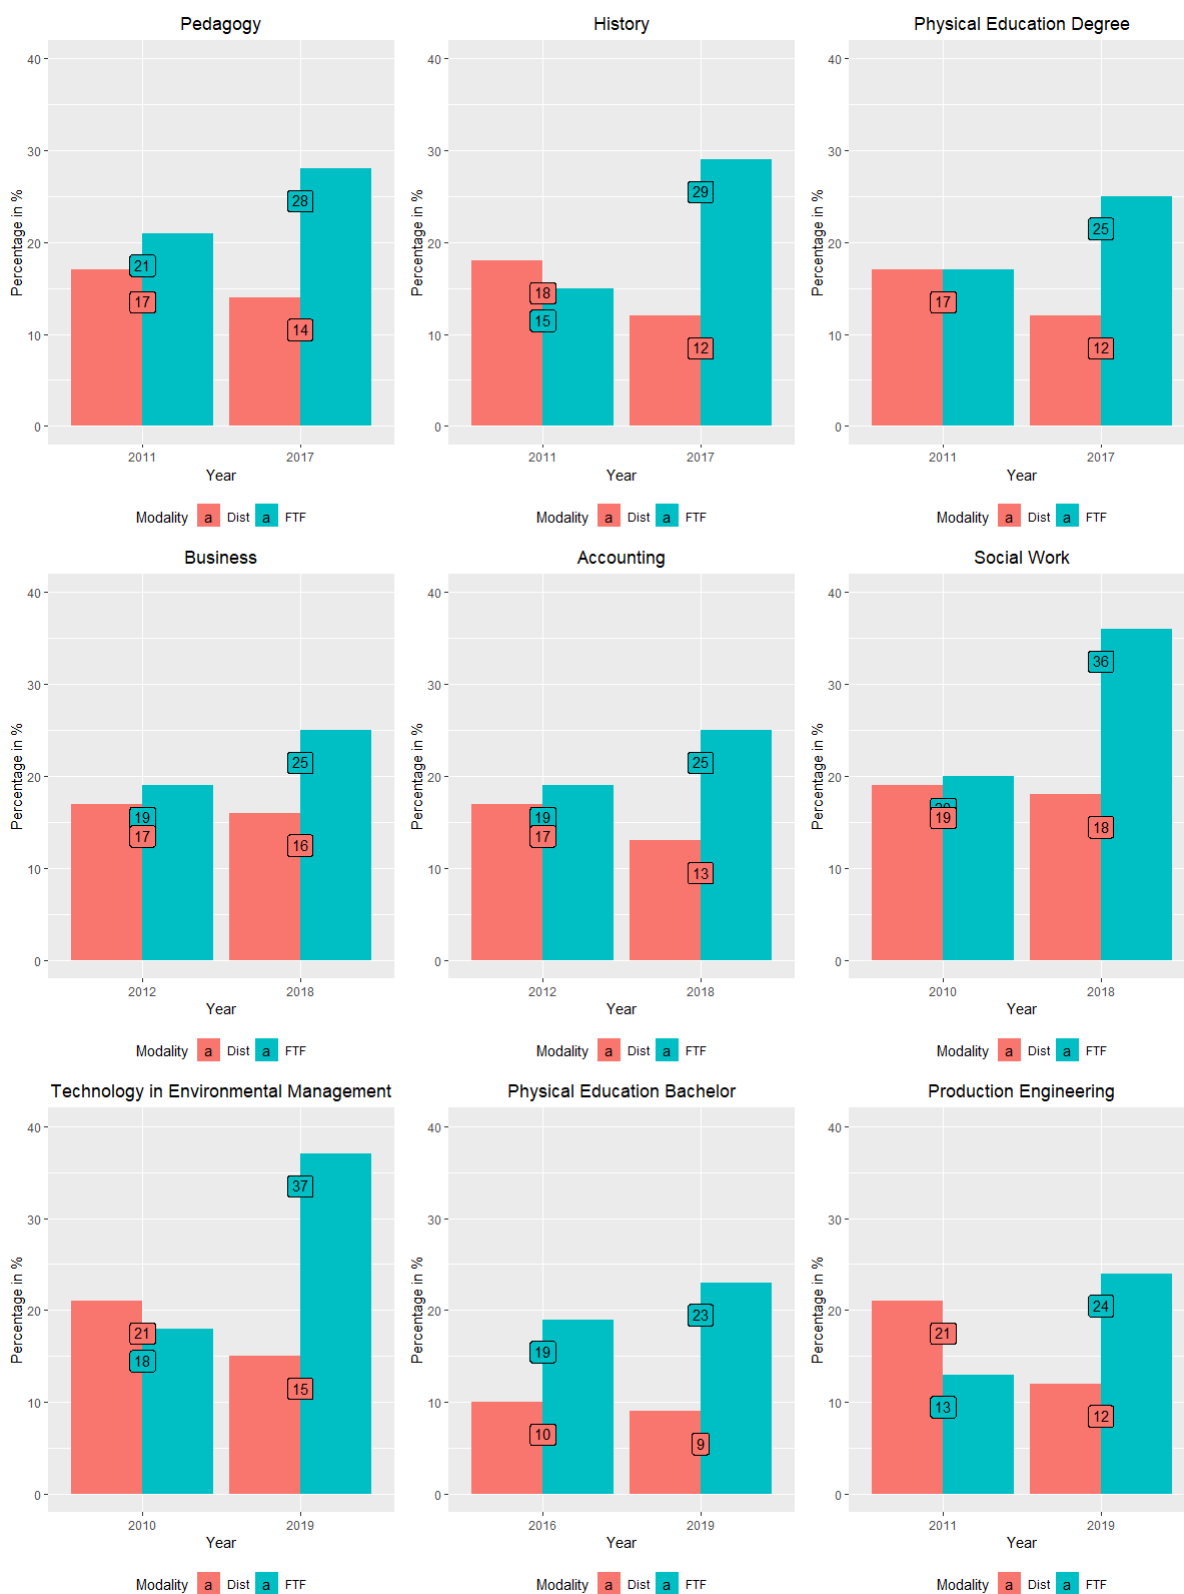 Pedagogy
Percentage in %
40
30
20
10
0
21
17
28
14
2011 2017
Year
Modality a Dist a FTF
History
Percentage in %
40
30
20
10
0
18
15
29
12
2011 2017
Year
Modality a Dist a FTF
Physical Education Degree
Percentage in %
40
30
20
10
0
17
25
12
2011 2017
Year
Modality a Dist a FTF
Business
Percentage in %
40
30
20
10
0
19
17
25
16
2012 2018
Year
Modality a Dist a FTF
Accounting
Percentage in %
40
30
20
10
0
19
17
25
13
2012 2018
Year
Modality a Dist a FTF
Social Work
Percentage in %
40
30
20
10
0
20
19
36
18
2010 2018
Year
Modality a Dist a FTF
Technology in Environmental Management
Percentage in %
40
30
20
10
0
21
18
37
15
2010 2019
Year
Modality a Dist a FTF
Physical Education Bachelor
Percentage in %
40
30
20
10
0
19
10
23
9
2016 2019
Year
Modality a Dist a FTF
Production Engineering
Percentage in %
40
30
20
10
0
21
13
24
12
2011 2019
Year
Modality a Dist a FTF